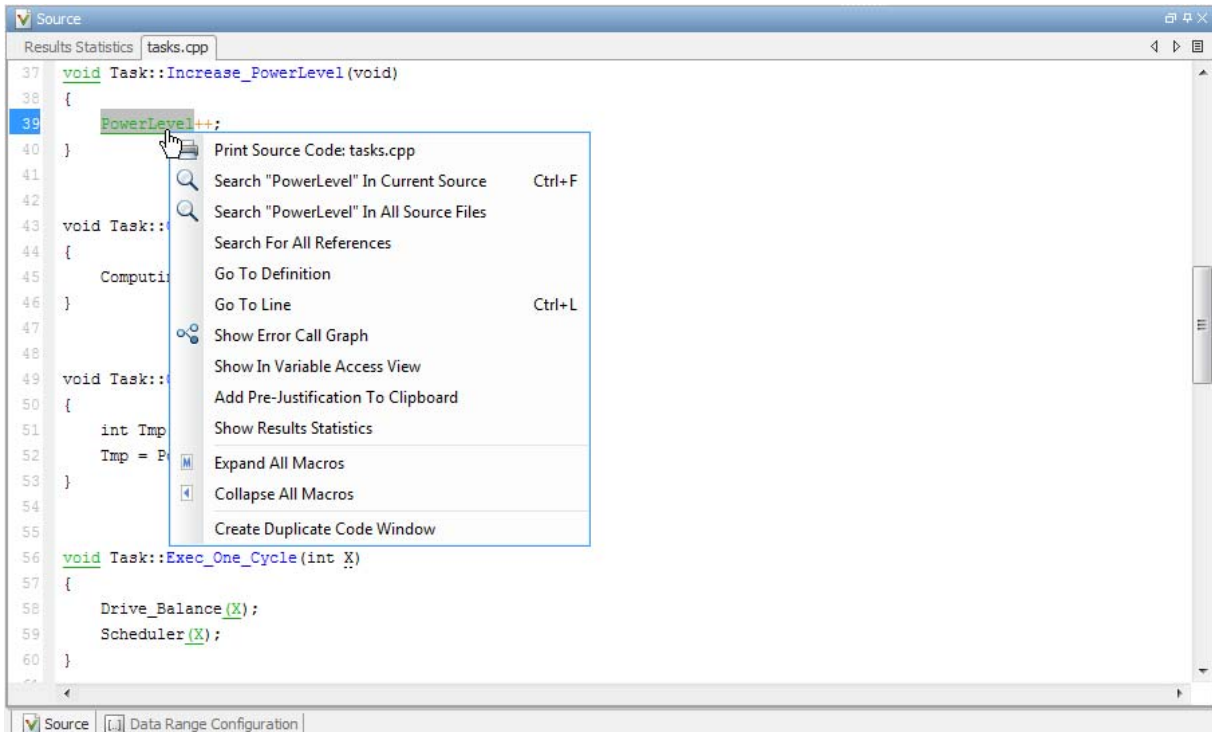 Source
Results Statistics tasks.cpp
37 void Task::Increase_PowerLevel(void)
38 {
39 PowerLevel++;
40 }
Print Source Code: tasks.cpp
41
Search "PowerLevel" In Current Source Ctrl+F
42
Search "PowerLevel" In All Source Files
43 void Task::
44 {
Search For All References
45 Computin
Go To Definition
46 }
Go To Line Ctrl+L
47
Show Error Call Graph
48
Show In Variable Access View
49 void Task::
50 {
Add Pre-Justification To Clipboard
51 int Tmp
Show Results Statistics
52 Tmp = P
Expand All Macros
53 }
Collapse All Macros
54
55
Create Duplicate Code Window
56 void Task::Exec_One_Cycle(int X)
57 {
58 Drive_Balance(X);
59 Scheduler(X);
60 }
Source [..] Data Range Configuration